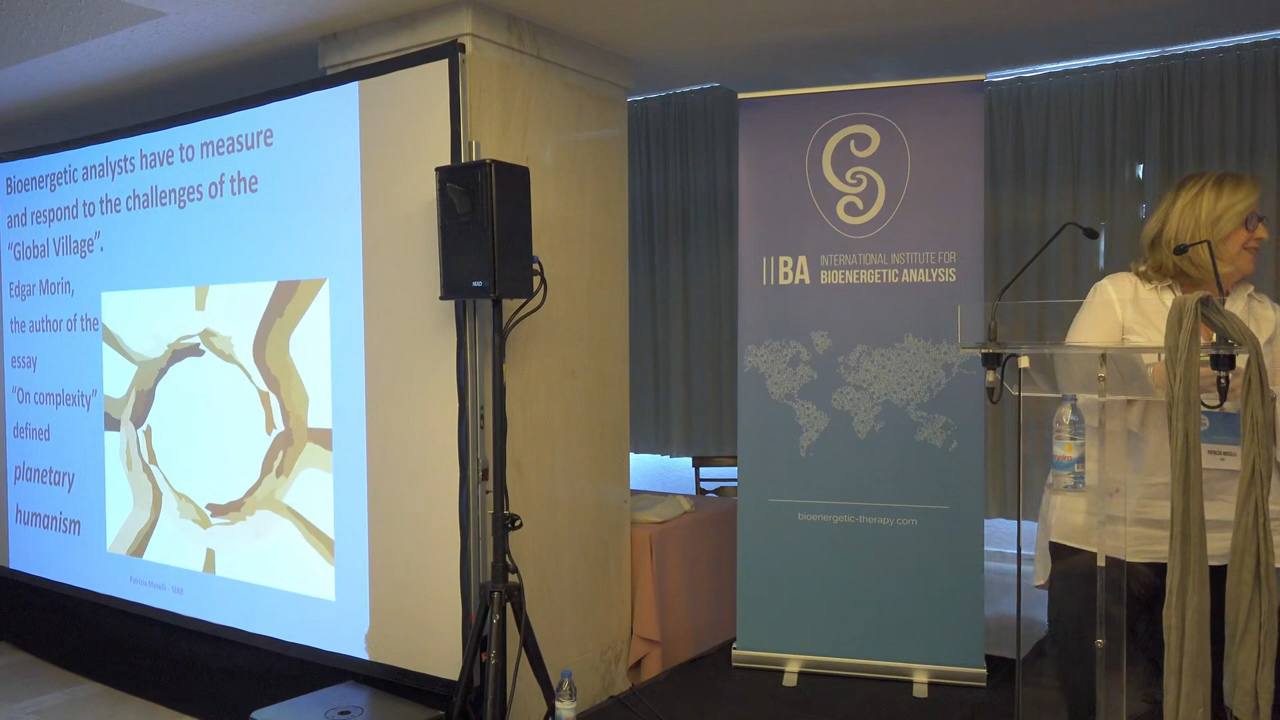 Bioenergetic analysts have to measure
and respond to the challenges of the
“Global Village”.
Edgar Morin,
the author of the
essay
“On complexity”
defined
planetary
humanism
IIBA
INTERNATIONAL INSTITUTE FOR
BIOENERGETIC ANALYSIS
bioenergetic-therapy.com